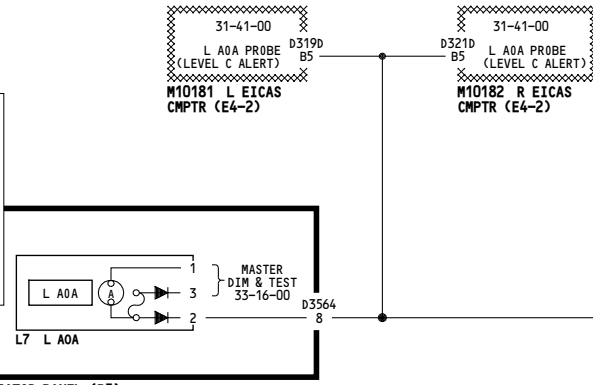 31-41-00
L AOA PROBE
(LEVEL C ALERT)
D319D
B5
M10181 L EICAS
CMPTR (E4-2)
31-41-00
D321D
B5
L AOA PROBE
(LEVEL C ALERT)
M10182 R EICAS
CMPTR (E4-2)
L AOA
A
1
3
2
MASTER
DIM & TEST
33-16-00
D3564
8
L7 L AOA